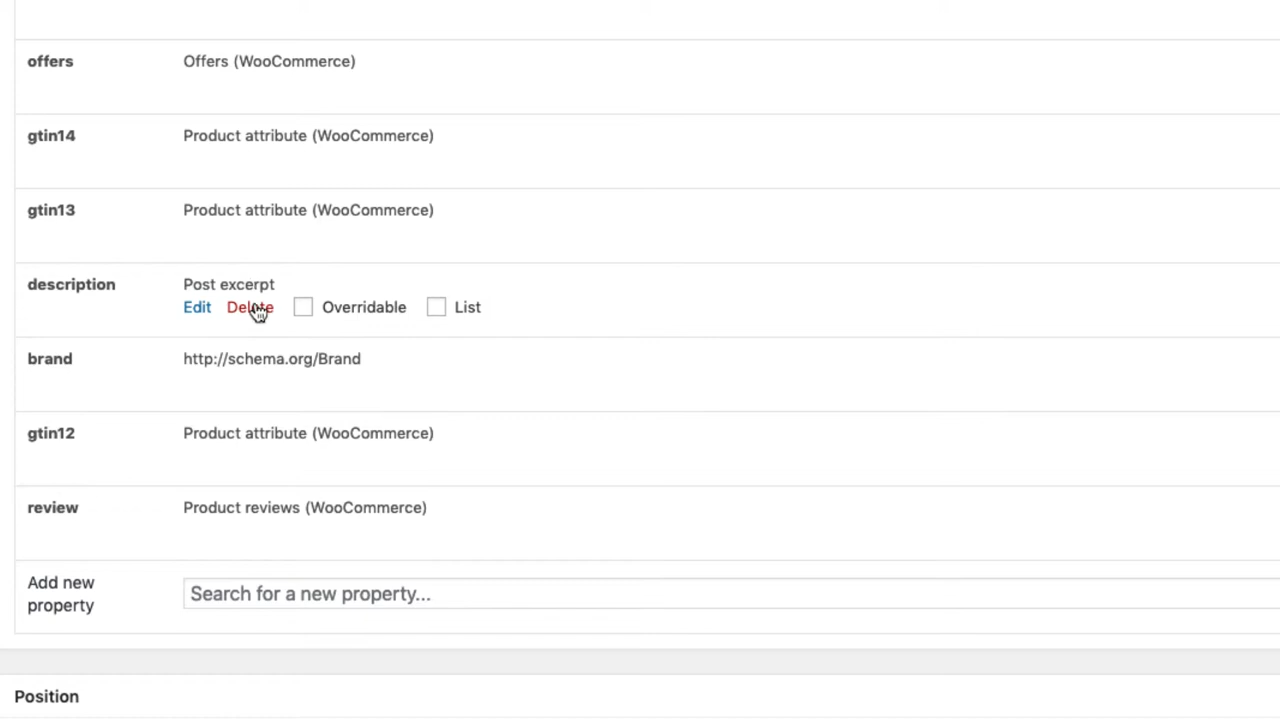 offers Offers (WooCommerce)
gtin14 Product attribute (WooCommerce)
gtin13 Product attribute (WooCommerce)
description Post excerpt
Edit Delete Overridable List
brand http://schema.org/Brand
gtin12 Product attribute (WooCommerce)
review Product reviews (WooCommerce)
Add new
property
Search for a new property...
Position